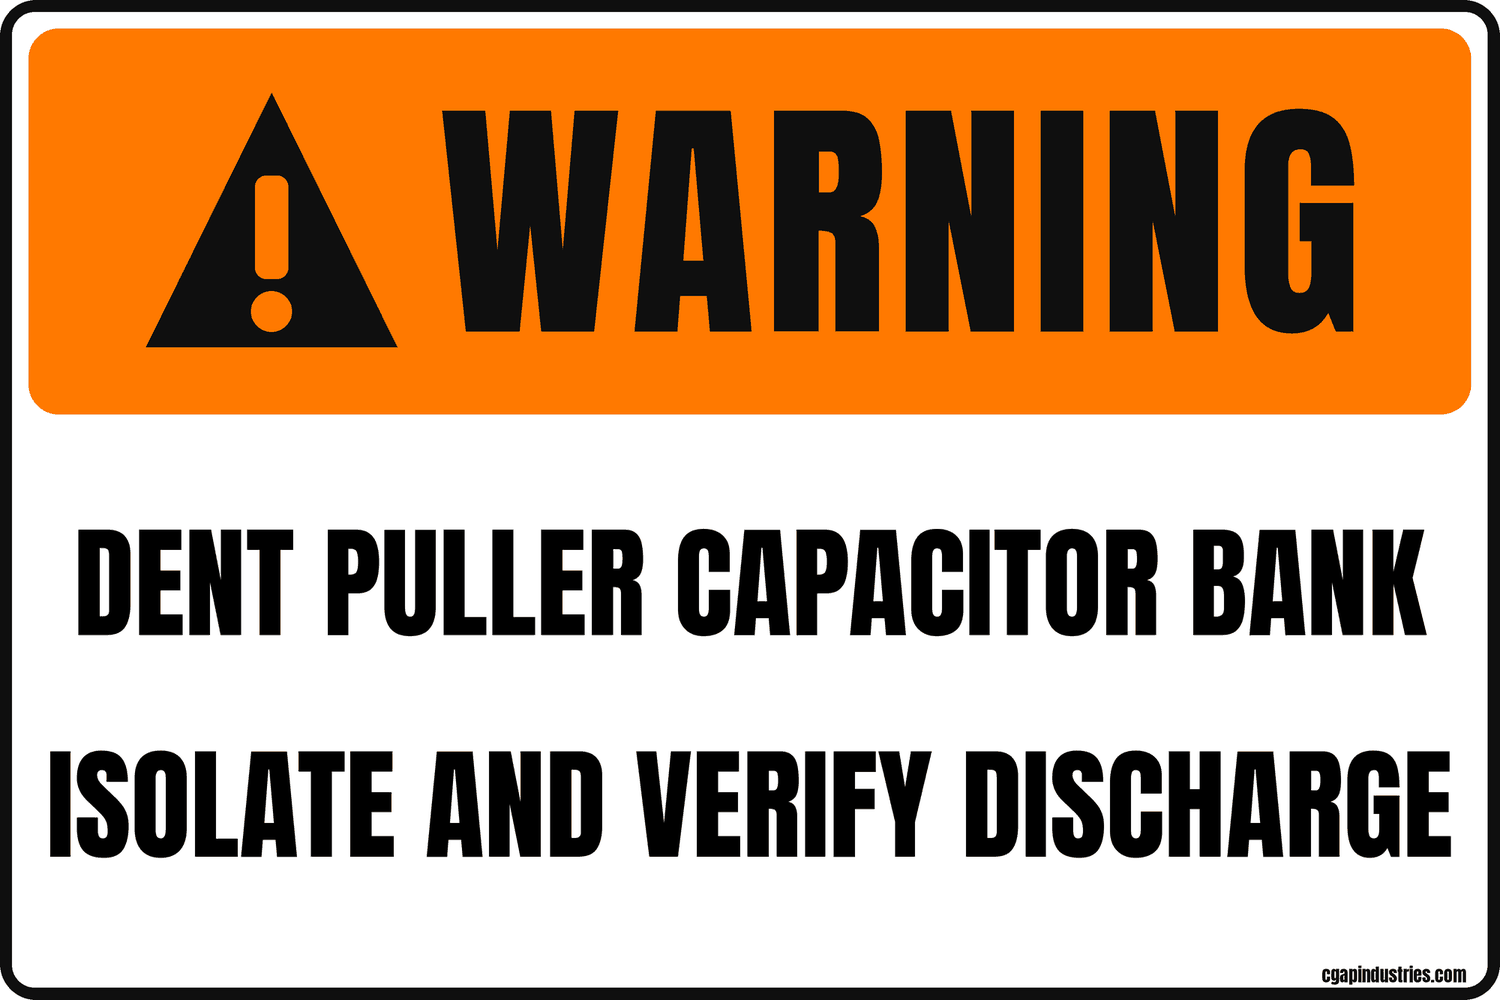 WARNING
DENT PULLER CAPACITOR BANK
ISOLATE AND VERIFY DISCHARGE
cgapindustries.com